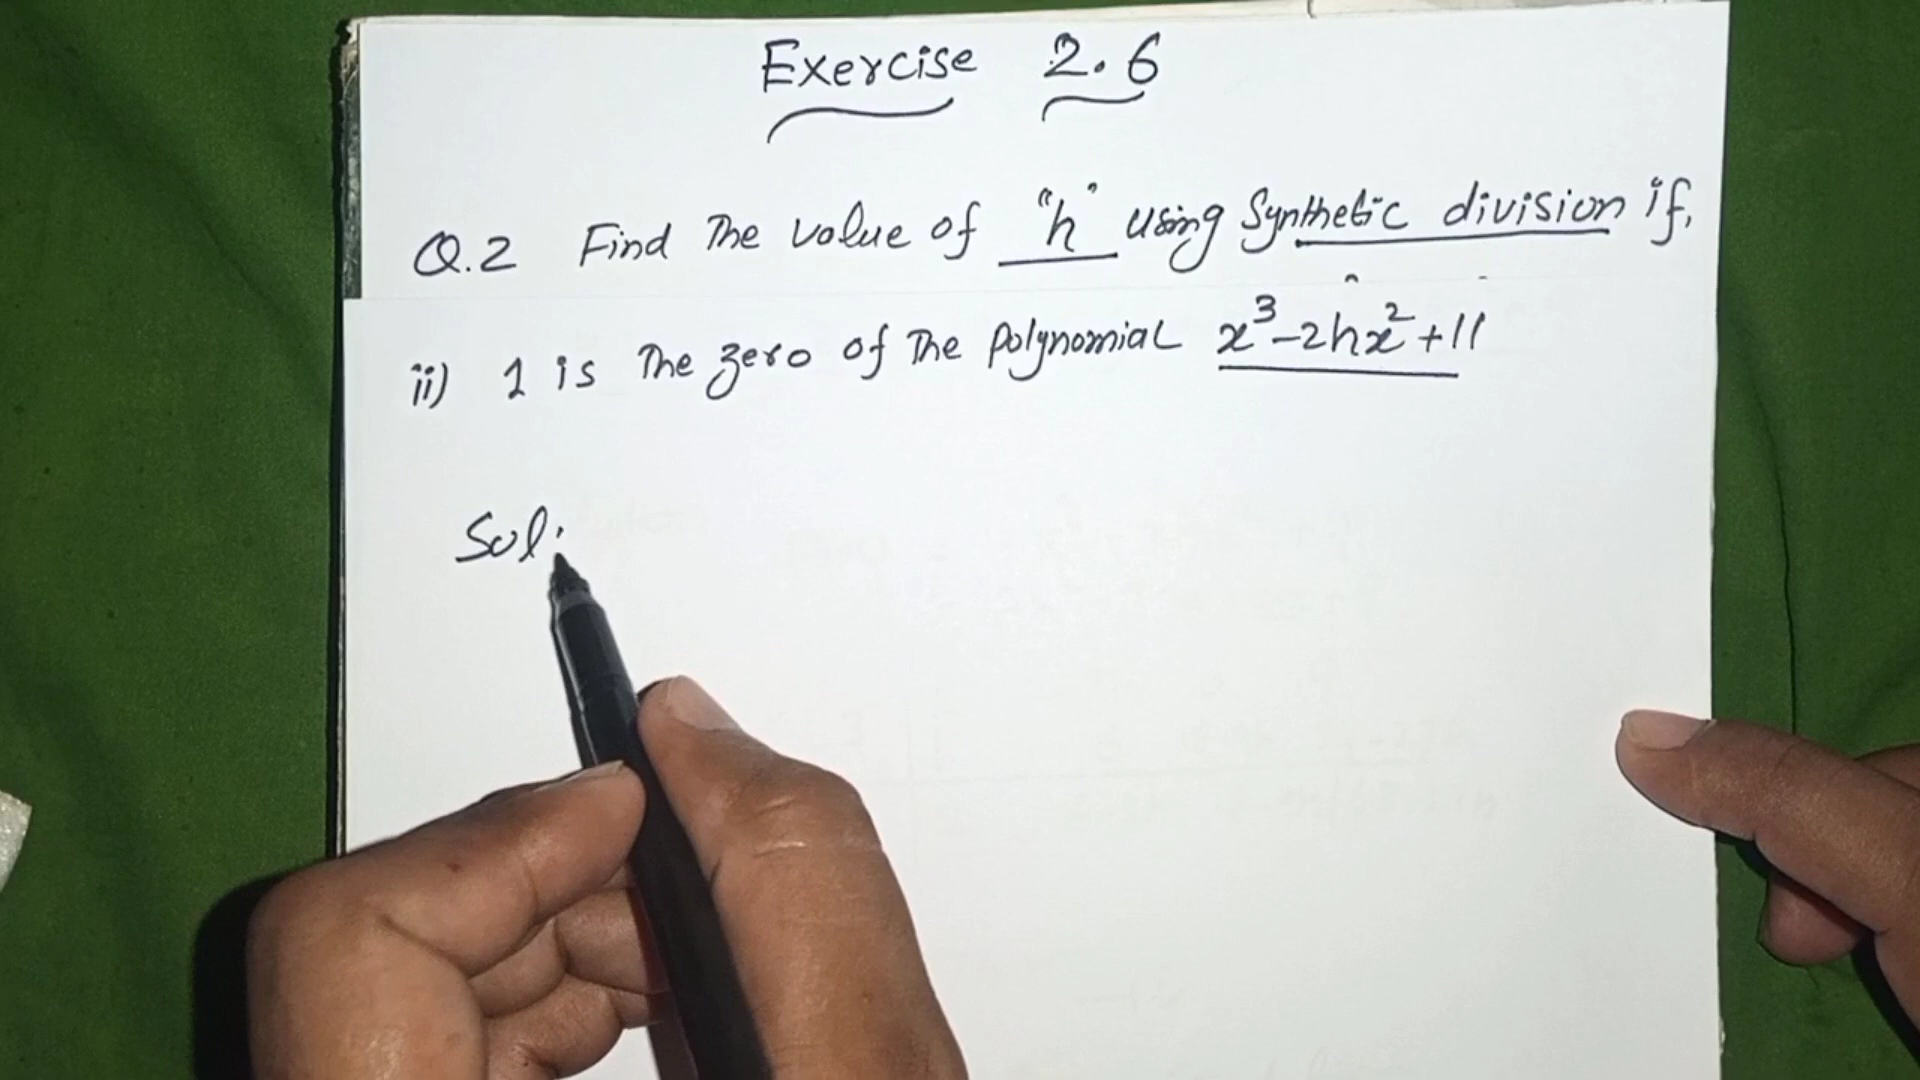 Exercise 2.6
Q.2 Find The value of "h" using Synthetic division if,
ii) 1 is The zero of The Polynomial x³-2hx²+11
Sol: